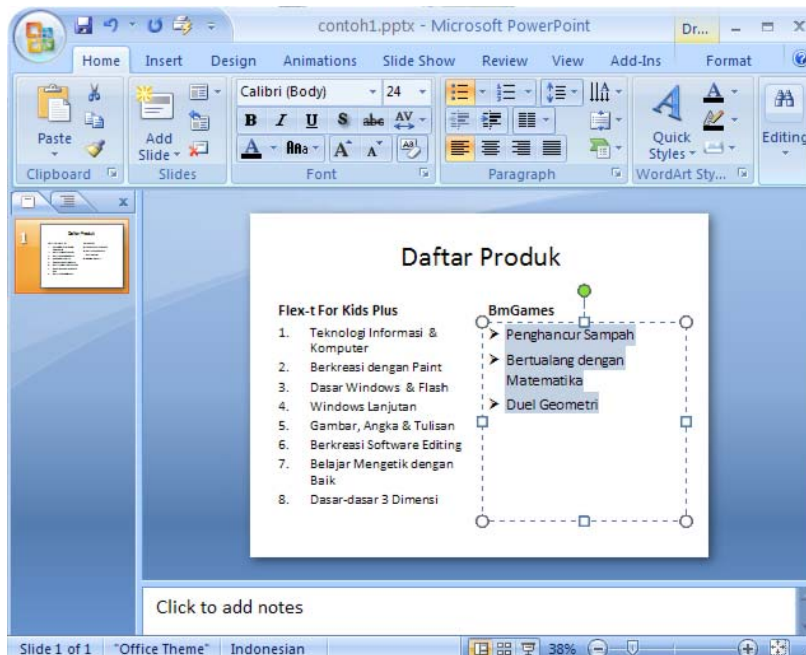 contoh1.pptx - Microsoft PowerPoint
Dr...
Home Insert Design Animations Slide Show Review View Add-Ins Format
Calibri (Body) 24
B I U S abe AV
Paste
Add Slide
A Aa A A
Quick Styles
Editing
Clipboard Slides Font Paragraph WordArt Sty...
1
Daftar Produk
Flex-t For Kids Plus
1. Teknologi Informasi &
Komputer
2. Berkreasi dengan Paint
3. Dasar Windows & Flash
4. Windows Lanjutan
5. Gambar, Angka & Tulisan
6. Berkreasi Software Editing
7. Belajar Mengetik dengan
Baik
8. Dasar-dasar 3 Dimensi
BmGames
➤ Penghancur Sampah
➤ Bertualang dengan
Matematika
➤ Duel Geometri
Click to add notes
Slide 1 of 1 "Office Theme" Indonesian 38%